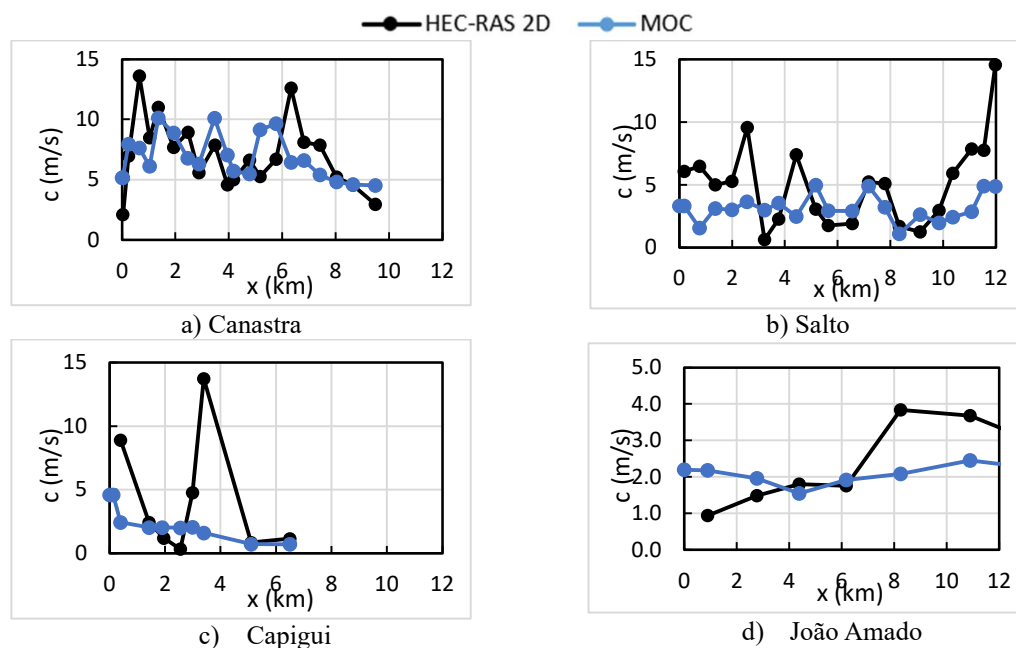 HEC-RAS 2D MOC
15
10
5
0
c (m/s)
0 2 4 6 8 10 12
x (km)
a) Canastra
15
10
5
0
c (m/s)
0 2 4 6 8 10 12
x (km)
b) Salto
15
10
5
0
c (m/s)
0 2 4 6 8 10 12
x (km)
c) Capigui
5.0
4.0
3.0
2.0
1.0
0.0
c (m/s)
0 2 4 6 8 10 12
x (km)
d) João Amado